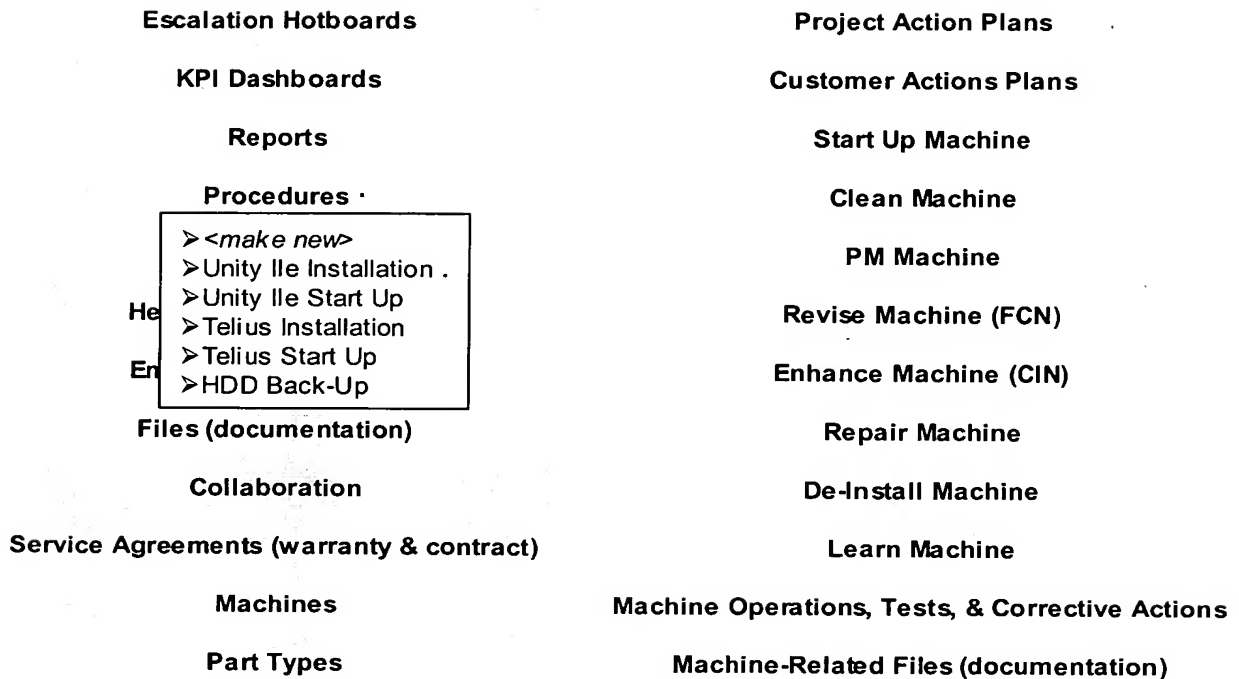 Escalation Hotboards
KPI Dashboards
Reports
Procedures
➢<make new>
➢Unity IIe Installation .
➢Unity IIe Start Up
➢Telius Installation
➢Telius Start Up
➢HDD Back-Up
He
En
Files (documentation)
Collaboration
Service Agreements (warranty & contract)
Machines
Part Types
Project Action Plans
Customer Actions Plans
Start Up Machine
Clean Machine
PM Machine
Revise Machine (FCN)
Enhance Machine (CIN)
Repair Machine
De-Install Machine
Learn Machine
Machine Operations, Tests, & Corrective Actions
Machine-Related Files (documentation)